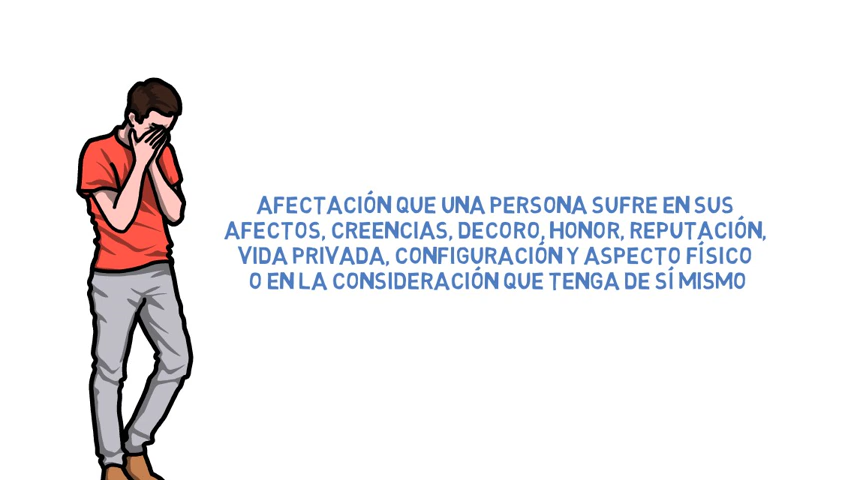 AFECTACIÓN QUE UNA PERSONA SUFRE EN SUS
AFECTOS, CREENCIAS, DECORO, HONOR, REPUTACIÓN,
VIDA PRIVADA, CONFIGURACIÓN Y ASPECTO FÍSICO
O EN LA CONSIDERACIÓN QUE TENGA DE SÍ MISMO